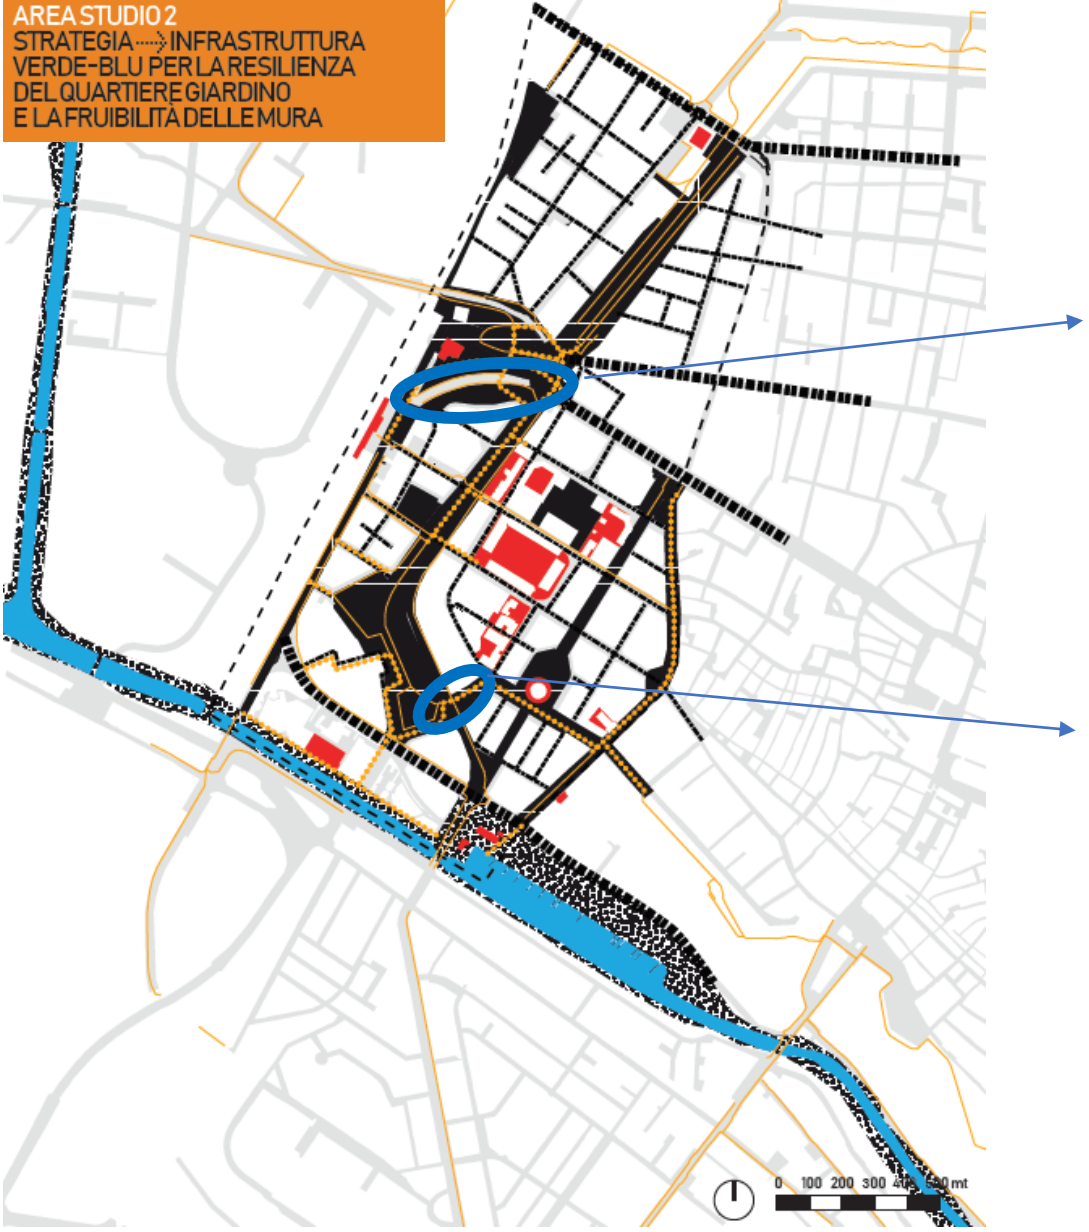 AREA STUDIO 2
STRATEGIA INFRASTRUTTURA
VERDE-BLU PER LA RESILIENZA
DEL QUARTIERE GIARDINO
E LA FRUIBILITÀ DELLE MURA
0 100 200 300 mt